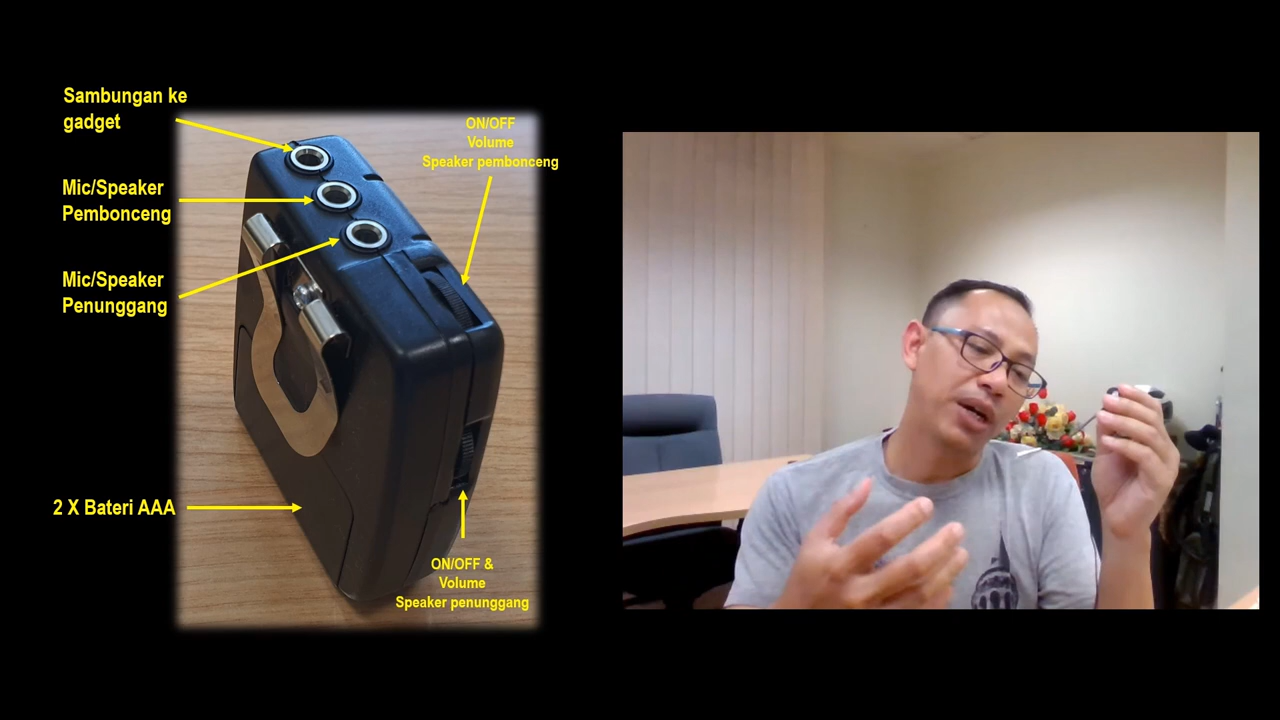 Sambungan ke
gadget
ON/OFF
Volume
Speaker pembonceng
Mic/Speaker
Pembonceng
Mic/Speaker
Penunggang
2 X Bateri AAA
ON/OFF &
Volume
Speaker penunggang